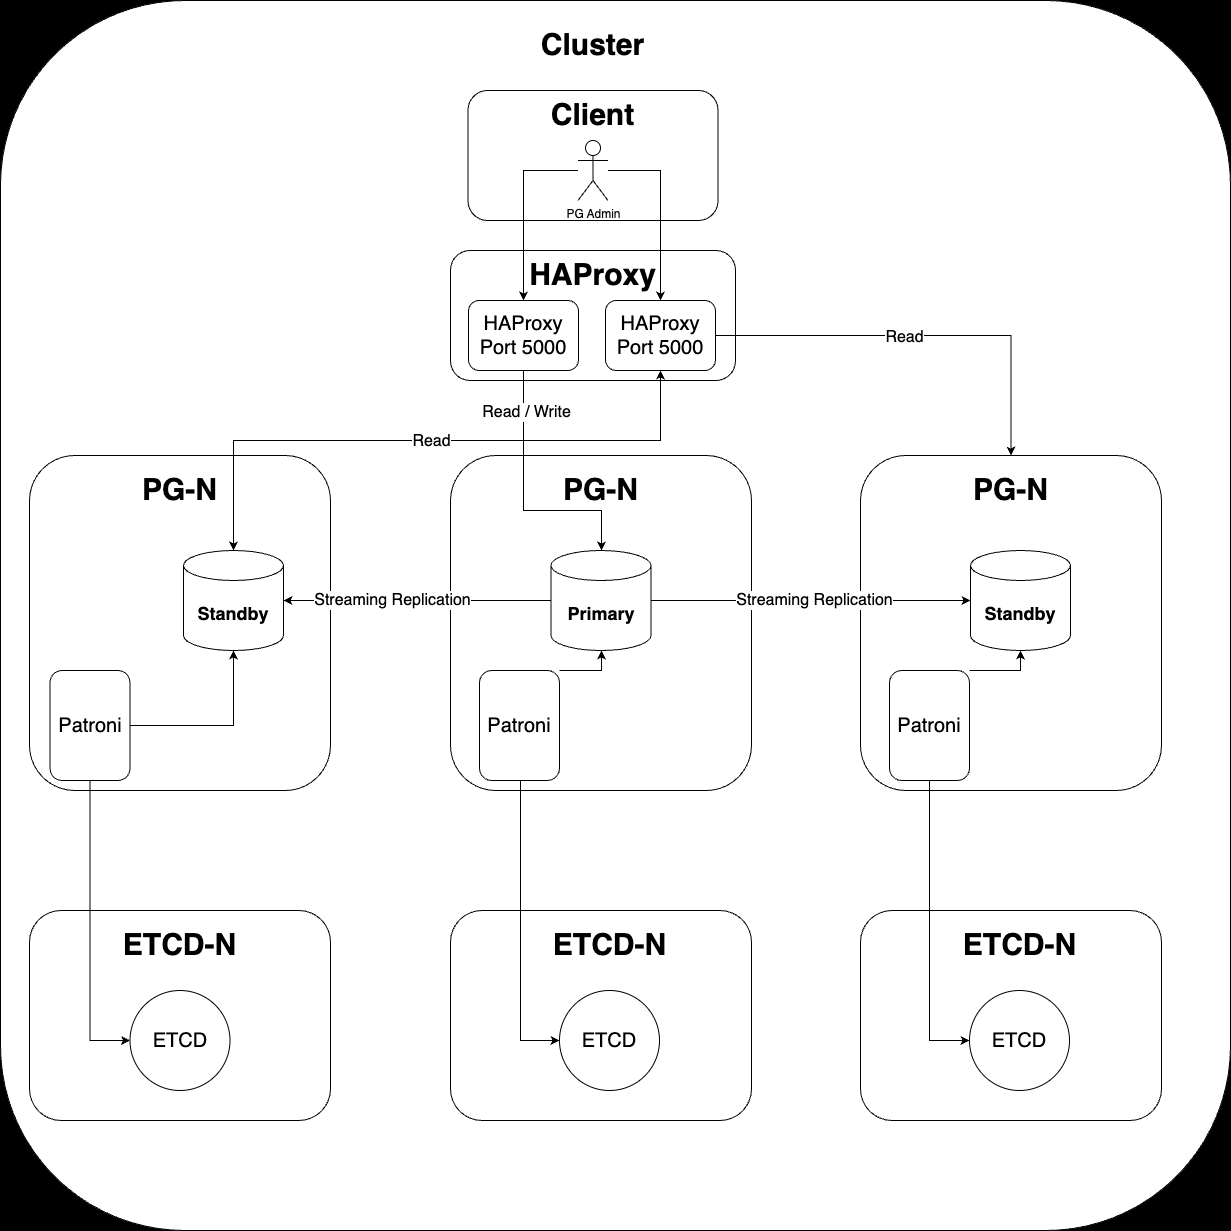 Cluster
Client
PG Admin
HAProxy
HAProxy
Port 5000
HAProxy
Port 5000
Read
Read / Write
Read
PG-N
PG-N
PG-N
Standby
Streaming Replication
Primary
Streaming Replication
Standby
Patroni
Patroni
Patroni
ETCD-N
ETCD-N
ETCD-N
ETCD
ETCD
ETCD